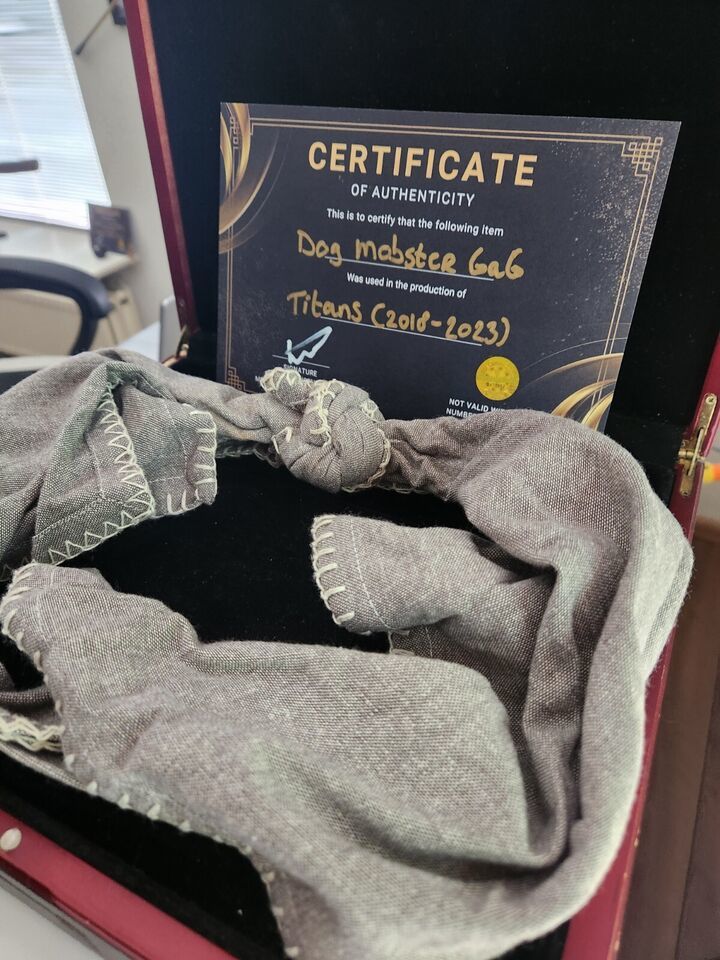 CERTIFICATE
OF AUTHENTICITY
This is to certify that the following item
Dog mobster GaG
Was used in the production of
Titans (2018-2023)
SIGNATURE
NOT VALID
NUMBER